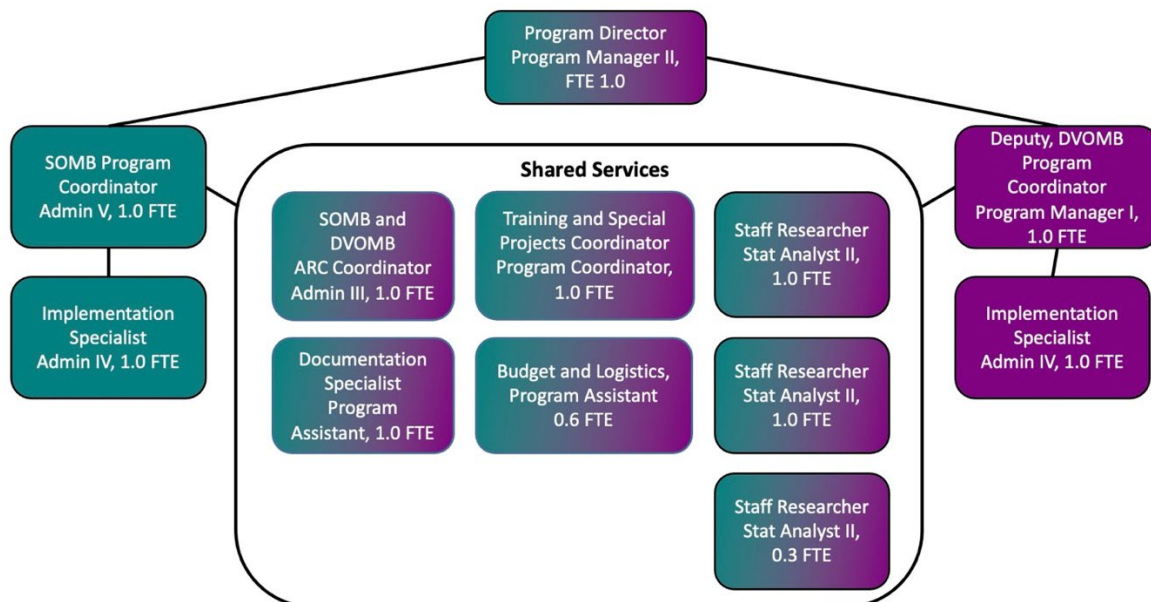 Program Director
Program Manager II,
FTE 1.0
SOMB Program
Coordinator
Admin V, 1.0 FTE
Implementation
Specialist
Admin IV, 1.0 FTE
Shared Services
SOMB and
DVOMB
ARC Coordinator
Admin III, 1.0 FTE
Training and Special
Projects Coordinator
Program Coordinator,
1.0 FTE
Staff Researcher
Stat Analyst II,
1.0 FTE
Documentation
Specialist
Program
Assistant, 1.0 FTE
Budget and Logistics,
Program Assistant
0.6 FTE
Staff Researcher
Stat Analyst II,
1.0 FTE
Staff Researcher
Stat Analyst II,
0.3 FTE
Deputy, DVOMB
Program
Coordinator
Program Manager I,
1.0 FTE
Implementation
Specialist
Admin IV, 1.0 FTE